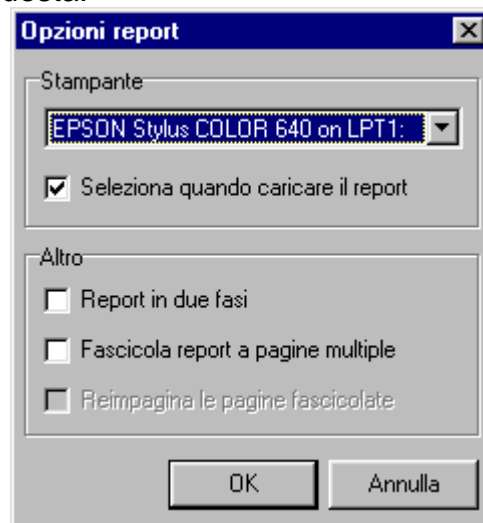 Opzioni report
Stampante
EPSON Stylus COLOR 640 on LPT1:
Seleziona quando caricare il report
Altro
Report in due fasi
Fascicola report a pagine multiple
Reimpagina le pagine fascicolate
OK Annulla